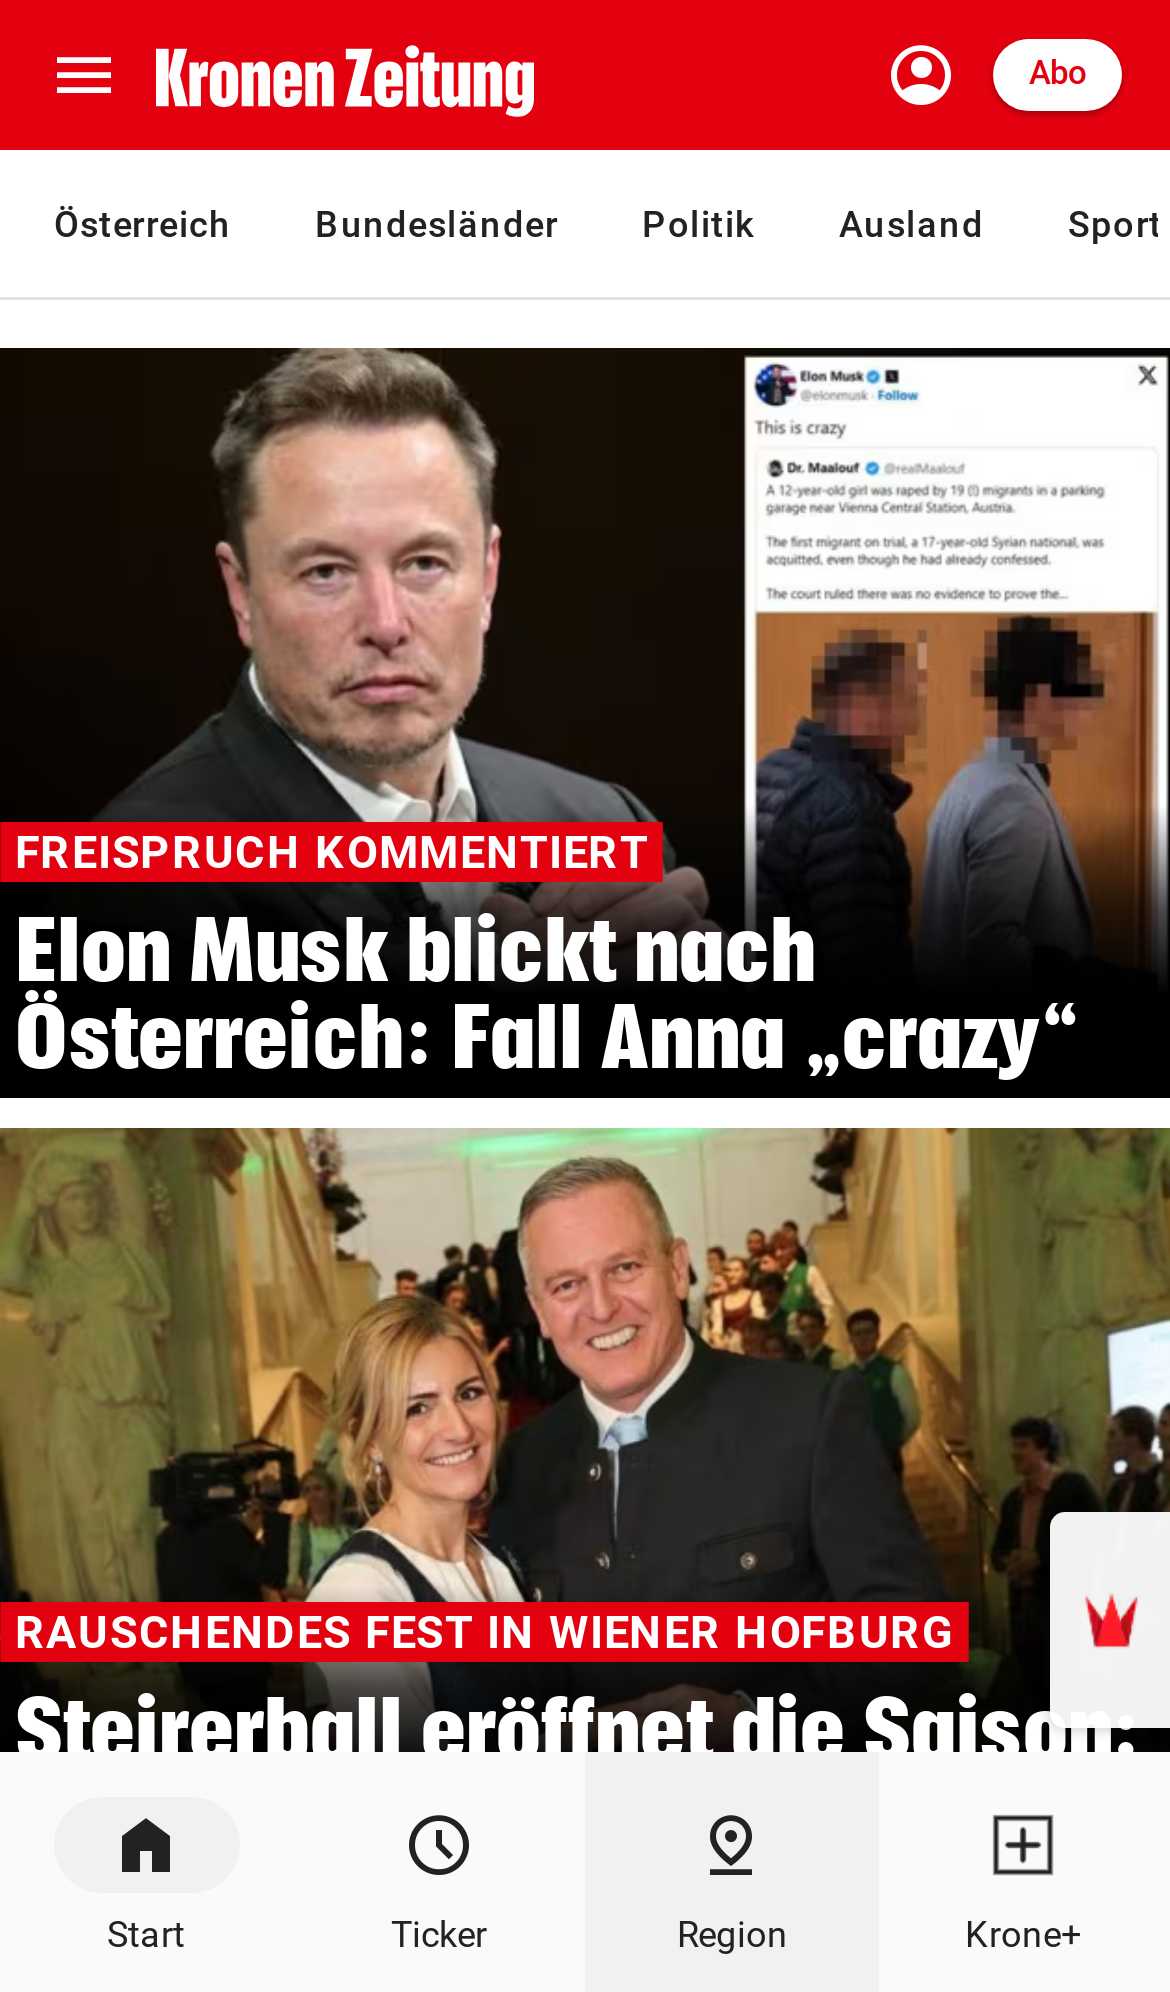 Kronen Zeitung
Abo
Österreich Bundesländer Politik Ausland Sport
Elon Musk
@elonmusk · Follow
This is crazy
Dr. Maalouf @realMaalouf
A 12-year-old girl was raped by 19 (!) migrants in a parking
garage near Vienna Central Station, Austria.
The first migrant on trial, a 17-year-old Syrian national, was
acquitted, even though he had already confessed.
The court ruled there was no evidence to prove the...
FREISPRUCH KOMMENTIERT
Elon Musk blickt nach
Österreich: Fall Anna „crazy“
RAUSCHENDES FEST IN WIENER HOFBURG
Steirerball eröffnet die Saison:
Start Ticker Region Krone+